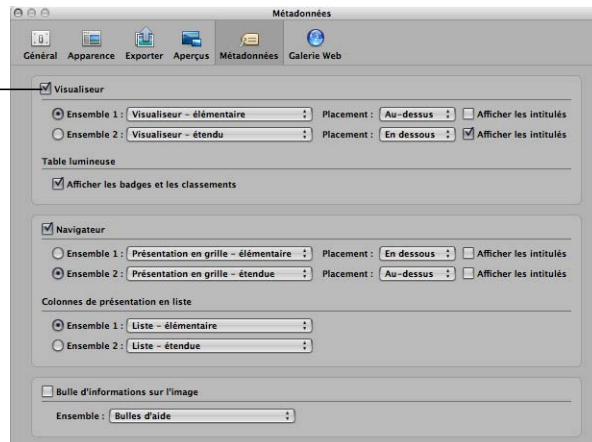 Métadonnées
Général Apparence Exporter Aperçus Métadonnées Galerie Web
Visualiseur
Ensemble 1 : Visualiseur – élémentaire Placement : Au-dessus Afficher les intitulés
Ensemble 2 : Visualiseur – étendu Placement : En dessous Afficher les intitulés
Table lumineuse
Afficher les badges et les classements
Navigateur
Ensemble 1 : Présentation en grille – élémentaire Placement : En dessous Afficher les intitulés
Ensemble 2 : Présentation en grille – étendue Placement : Au-dessus Afficher les intitulés
Colonnes de présentation en liste
Ensemble 1 : Liste – élémentaire
Ensemble 2 : Liste – étendue
Bulle d'informations sur l'image
Ensemble : Bulles d'aide